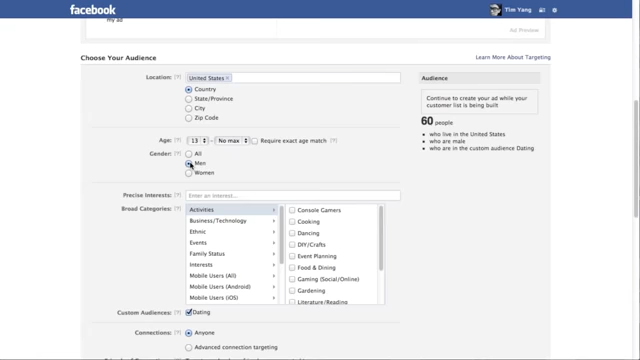 facebook
Tim Yang
my ad
Ad Preview
Choose Your Audience
Learn More About Targeting
Location: [?] United States ×
Country
State/Province
City
Zip Code
Age: [?] 13 – No max Require exact age match [?]
Gender: [?] All
Men
Women
Precise Interests: [?] Enter an interest...
Broad Categories: [?]
Activities
Business/Technology
Ethnic
Events
Family Status
Interests
Mobile Users (All)
Mobile Users (Android)
Mobile Users (iOS)
Console Gamers
Cooking
Dancing
DIY/Crafts
Event Planning
Food & Dining
Gaming (Social/Online)
Gardening
Literature/Reading
Custom Audiences: [?] Dating
Connections: [?] Anyone
Advanced connection targeting
Audience
Continue to create your ad while your
customer list is being built
60 people
• who live in the United States
• who are male
• who are in the custom audience Dating